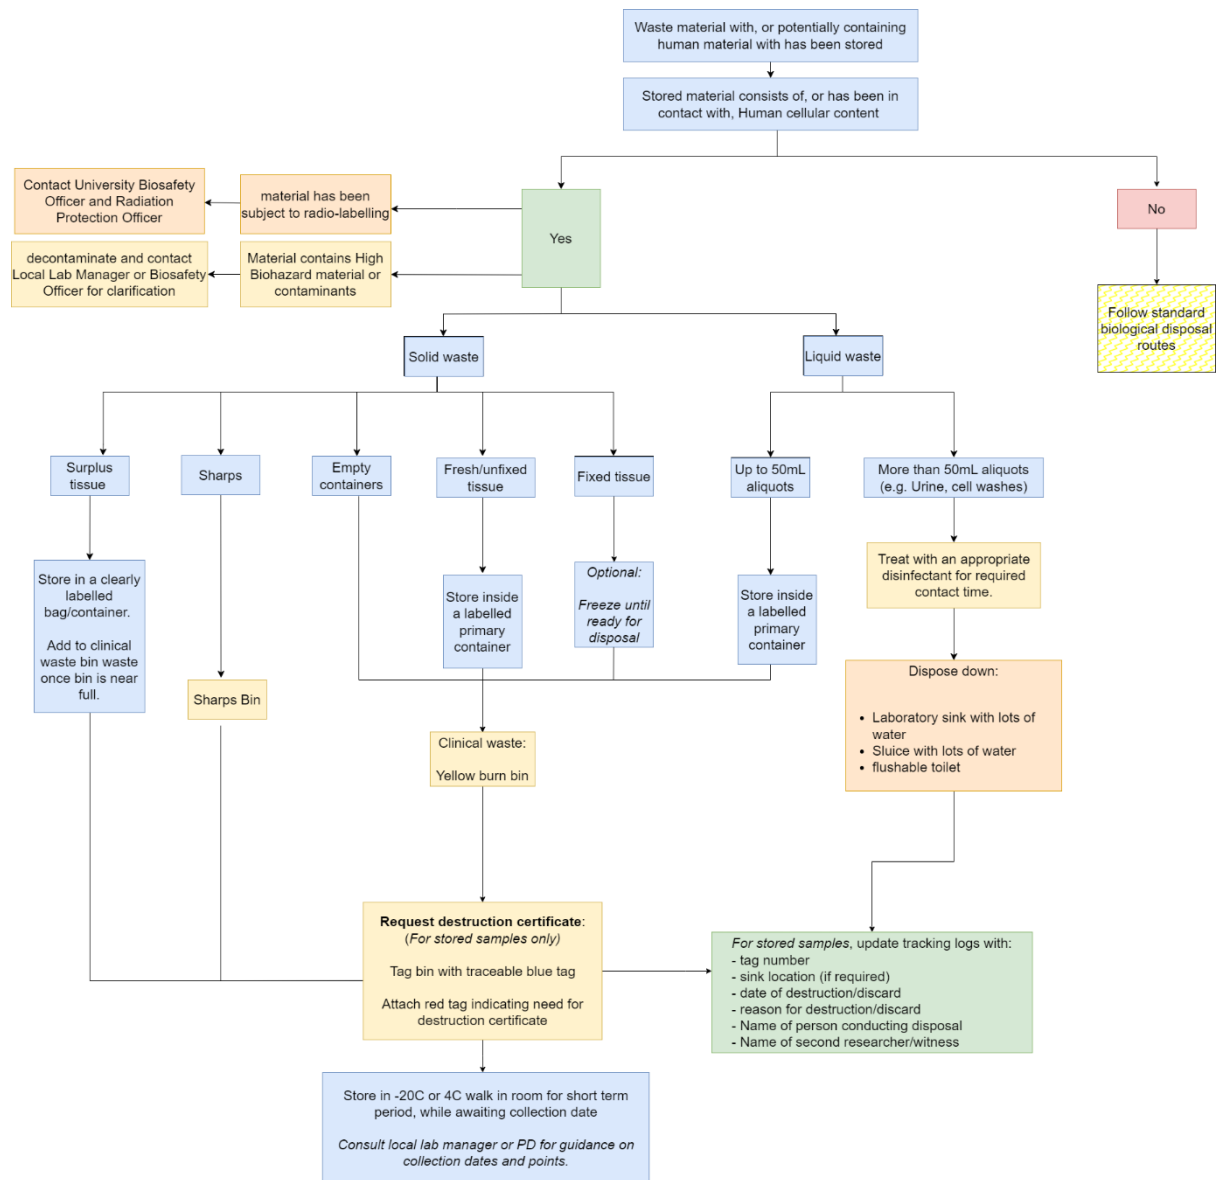 Waste material with, or potentially containing
human material with has been stored
Stored material consists of, or has been in
contact with, Human cellular content
Contact University Biosafety
Officer and Radiation
Protection Officer
material has been
subject to radio-labelling
Yes
No
decontaminate and contact
Local Lab Manager or Biosafety
Officer for clarification
Material contains High
Biohazard material or
contaminants
Follow standard
biological disposal
routes
Solid waste
Liquid waste
Surplus
tissue
Sharps
Empty
containers
Fresh/unfixed
tissue
Fixed tissue
Up to 50mL
aliquots
More than 50mL aliquots
(e.g. Urine, cell washes)
Store in a clearly
labelled
bag/container.
Add to clinical
waste bin waste
once bin is near
full.
Sharps Bin
Store inside
a labelled
primary
container
Optional:
Freeze until
ready for
disposal
Store inside
a labelled
primary
container
Treat with an appropriate
disinfectant for required
contact time.
Dispose down:
• Laboratory sink with lots of
water
• Sluice with lots of water
• flushable toilet
Clinical waste:
Yellow burn bin
Request destruction certificate:
(For stored samples only)
Tag bin with traceable blue tag
Attach red tag indicating need for
destruction certificate
For stored samples, update tracking logs with:
- tag number
- sink location (if required)
- date of destruction/discard
- reason for destruction/discard
- Name of person conducting disposal
- Name of second researcher/witness
Store in -20C or 4C walk in room for short term
period, while awaiting collection date
Consult local lab manager or PD for guidance on
collection dates and points.